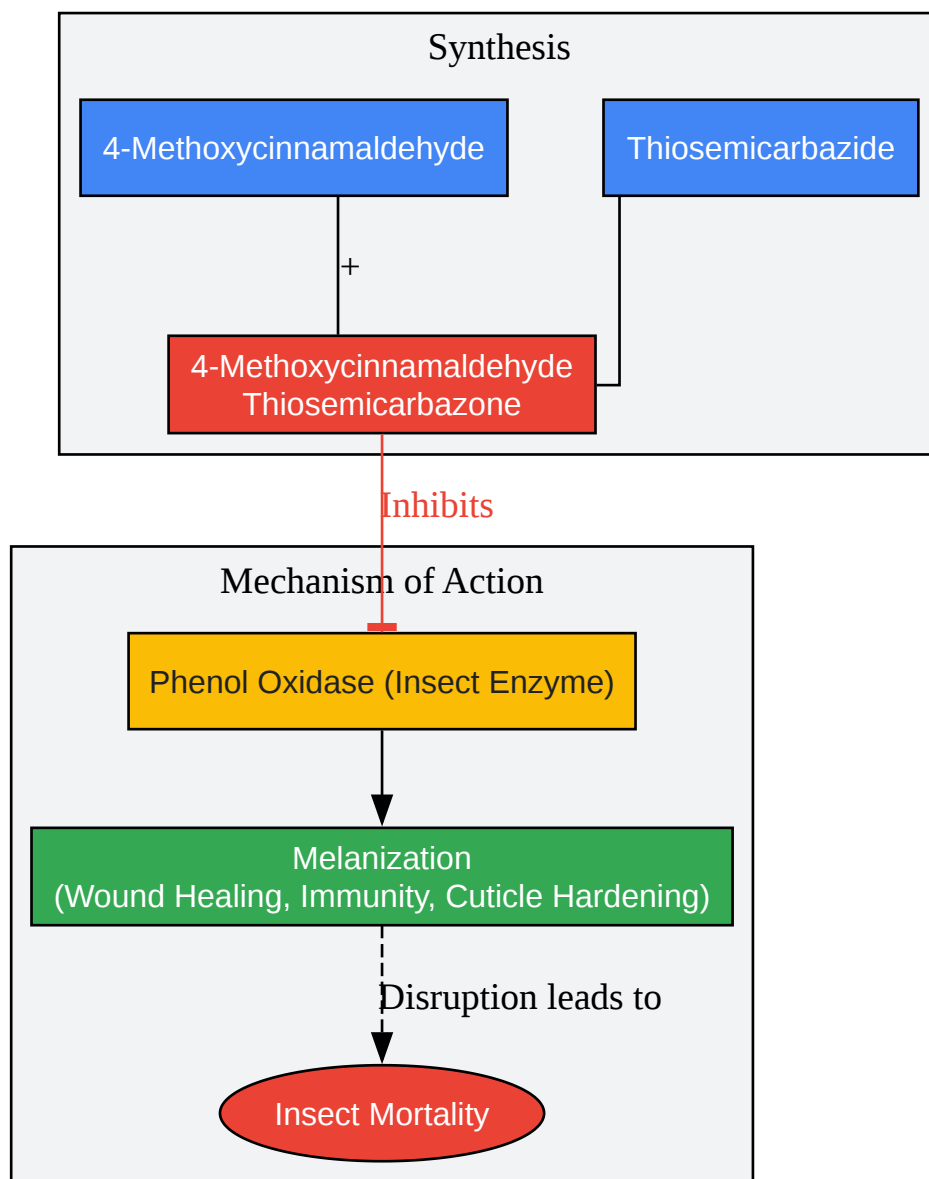 Synthesis
4-Methoxycinnamaldehyde
Thiosemicarbazide
+
4-Methoxycinnamaldehyde
Thiosemicarbazone
Inhibits
Mechanism of Action
Phenol Oxidase (Insect Enzyme)
Melanization
(Wound Healing, Immunity, Cuticle Hardening)
Disruption leads to
Insect Mortality